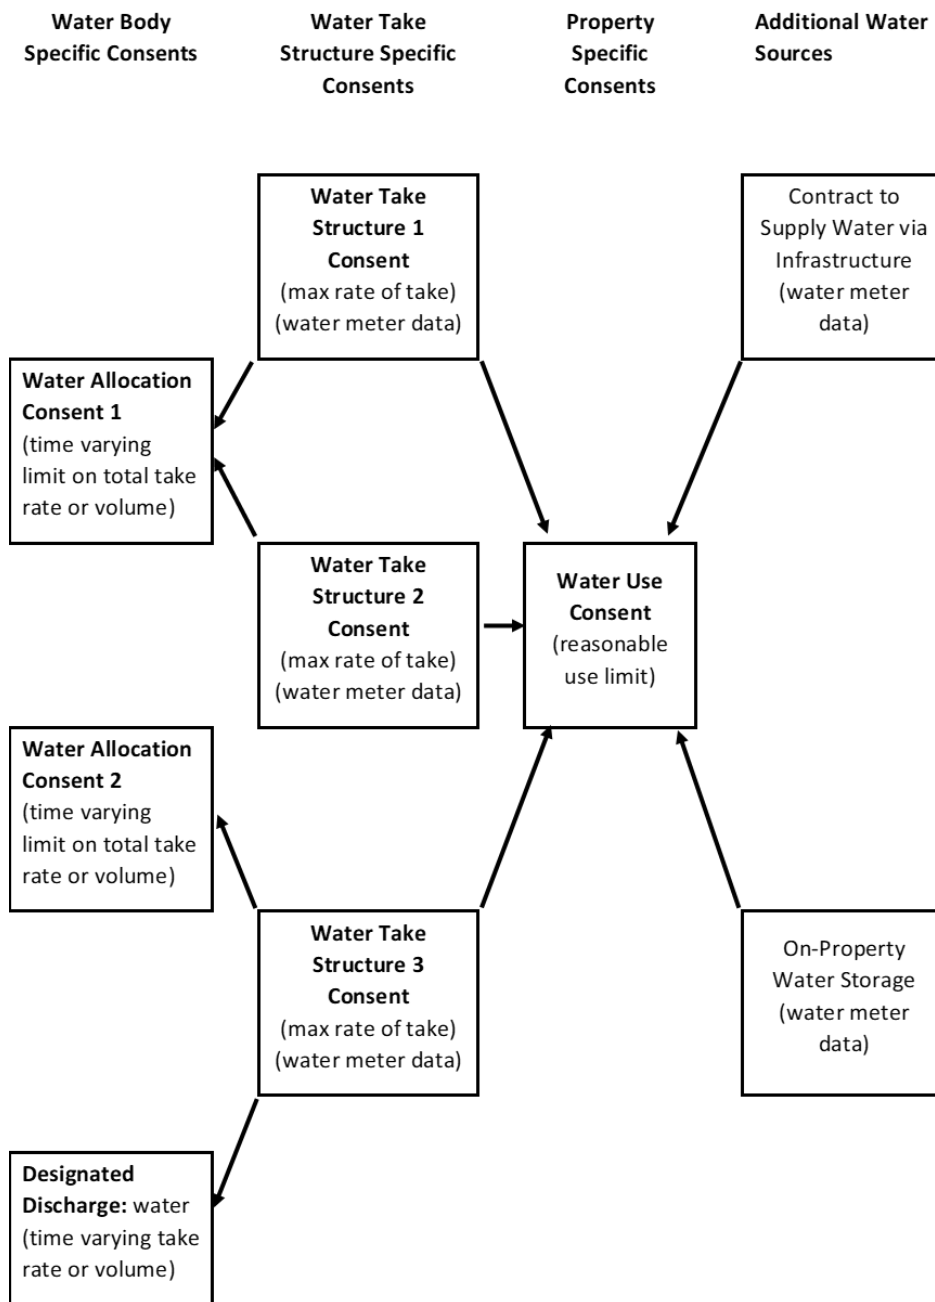 Water Body
Specific Consents
Water Take
Structure Specific
Consents
Property
Specific
Consents
Additional Water
Sources
Water Take
Structure 1
Consent
(max rate of take)
(water meter data)
Contract to
Supply Water via
Infrastructure
(water meter
data)
Water Allocation
Consent 1
(time varying
limit on total take
rate or volume)
Water Take
Structure 2
Consent
(max rate of take)
(water meter data)
Water Use
Consent
(reasonable
use limit)
Water Allocation
Consent 2
(time varying
limit on total take
rate or volume)
Water Take
Structure 3
Consent
(max rate of take)
(water meter data)
On-Property
Water Storage
(water meter
data)
Designated
Discharge: water
(time varying take
rate or volume)